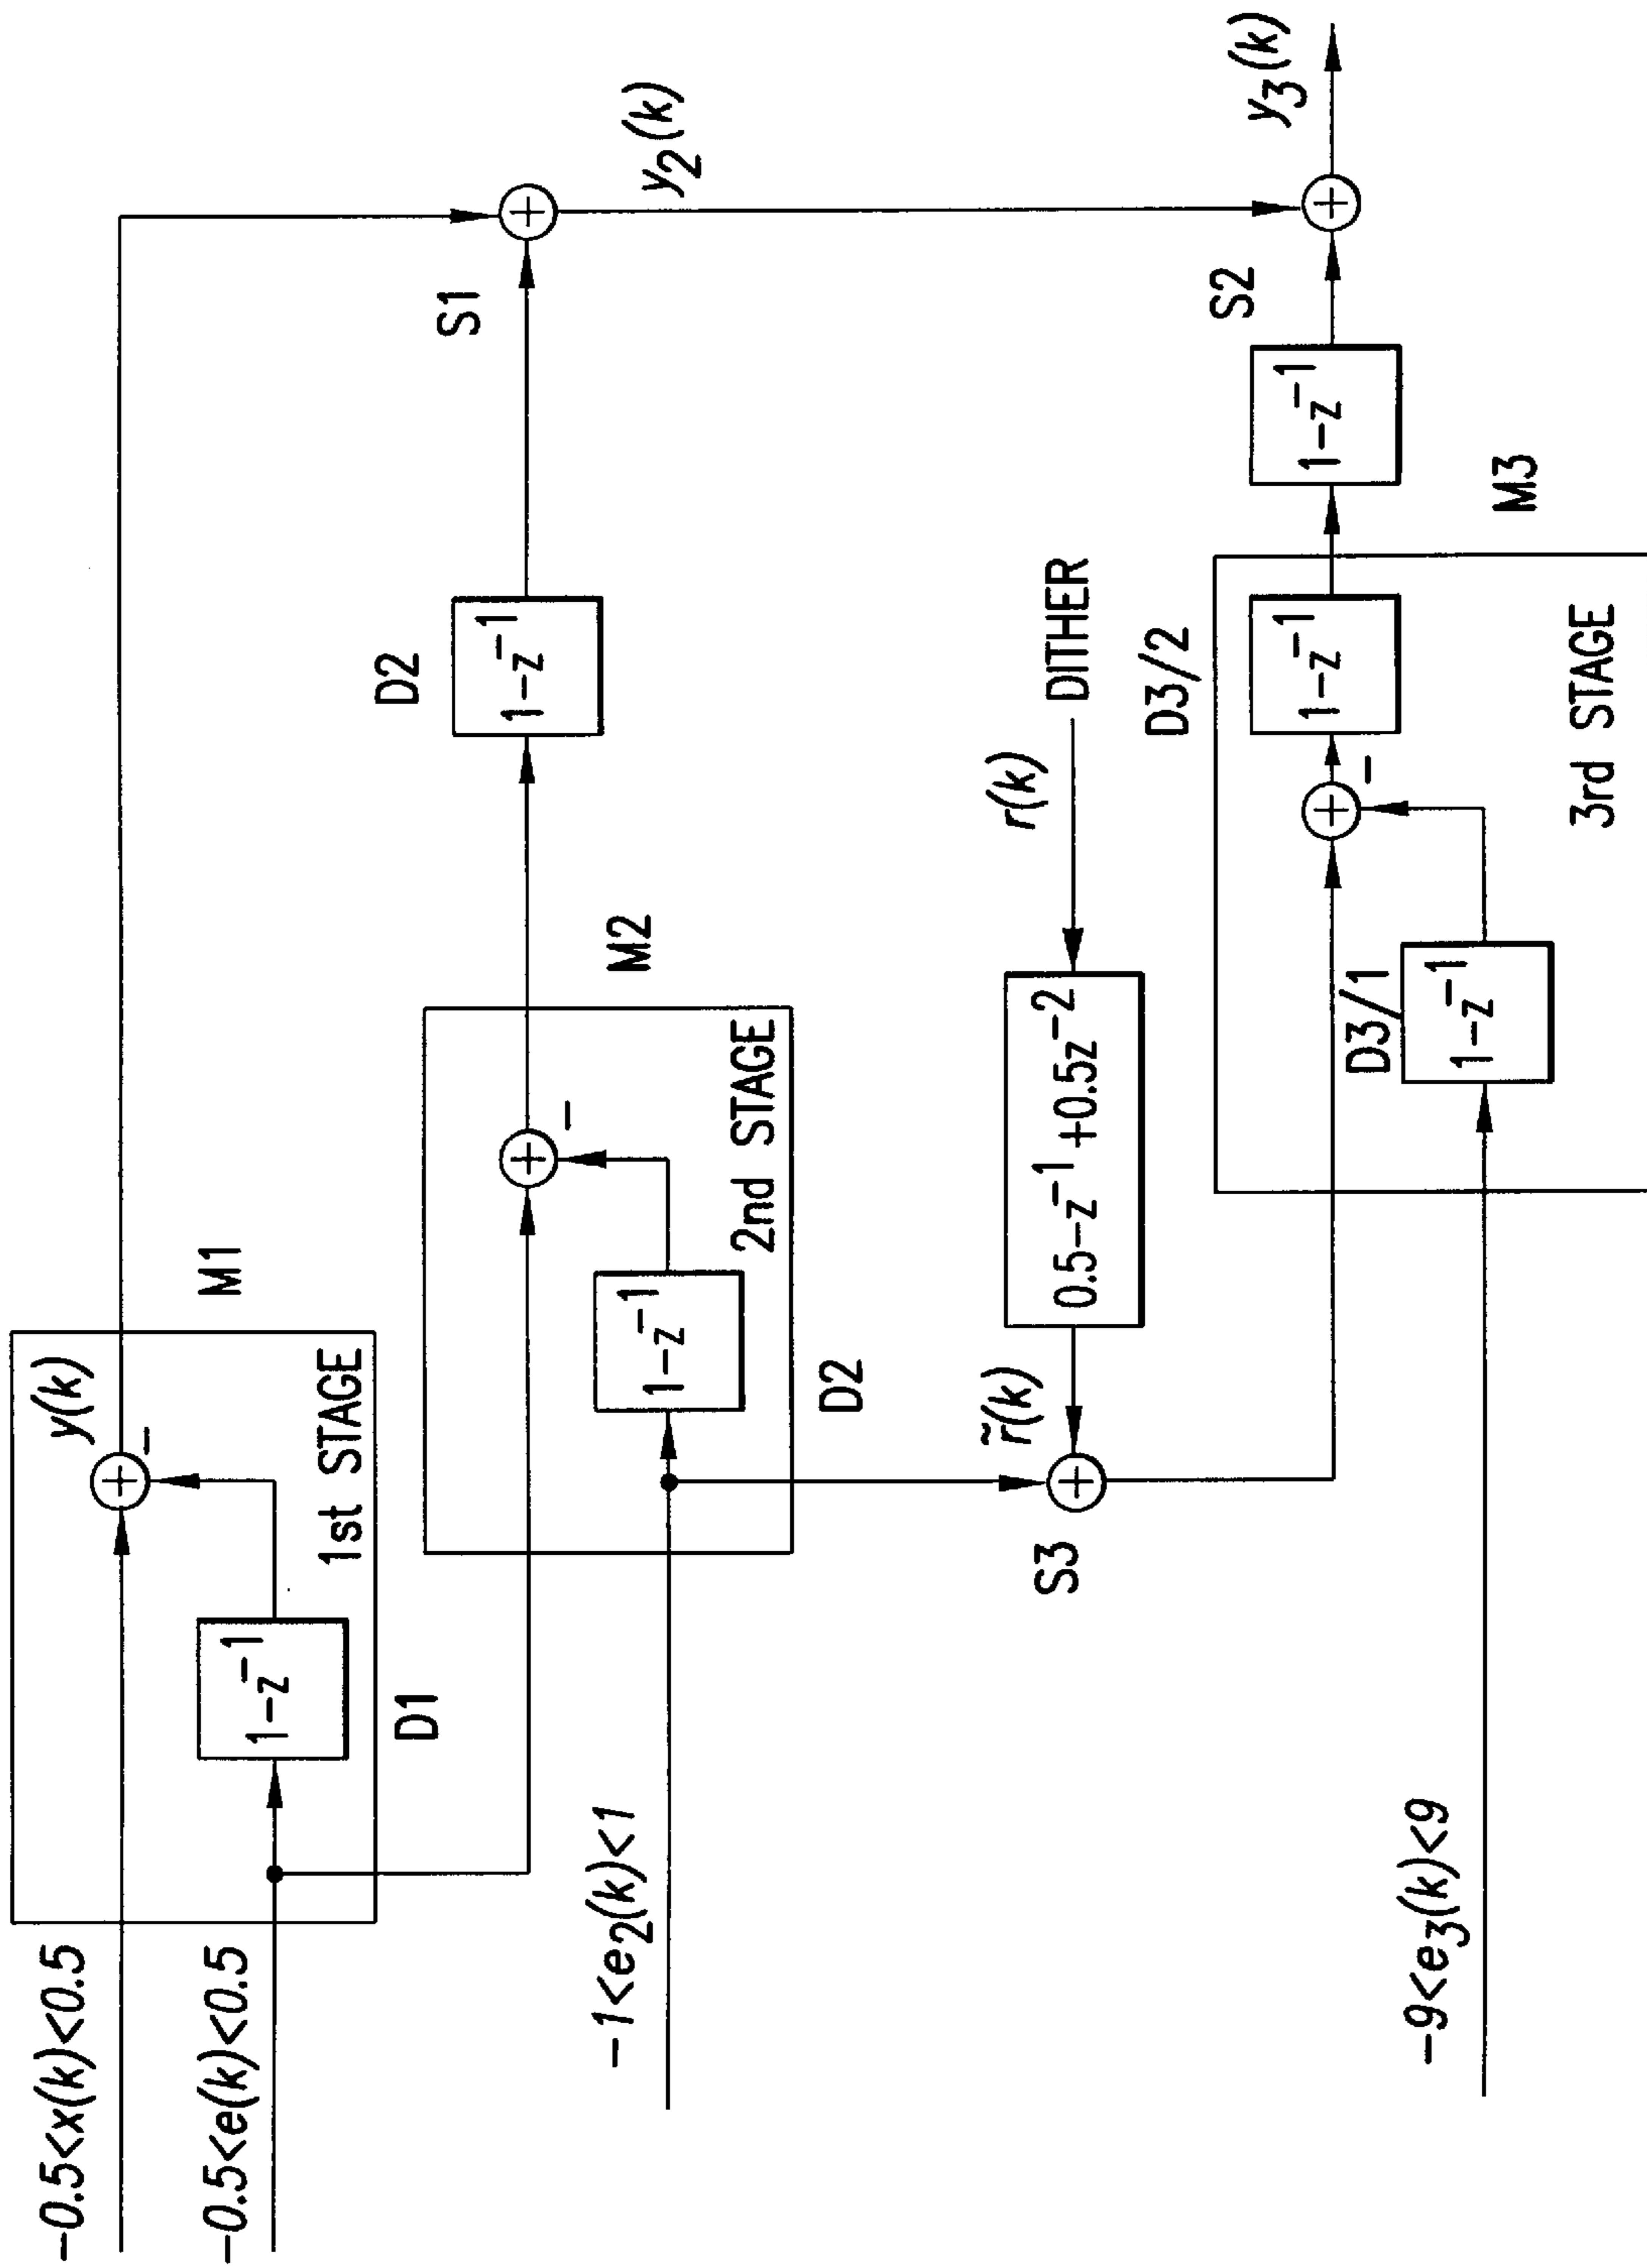 -0.5<x(k)<0.5
y(k)
−
1st STAGE
M1
-0.5<e(k)<0.5
1-z^-1
D1
+
S1
D2
1-z^-1
y2(k)
+
−
M2
2nd STAGE
1-z^-1
D2
-1<e2(k)<1
S3
+
r̃(k)
0.5-z^-1+0.5z^-2
r(k)
DITHER
D3/2
1-z^-1
1-z^-1
S2
+
y3(k)
+
−
M3
3rd STAGE
D3/1
1-z^-1
-9<e3(k)<9
+